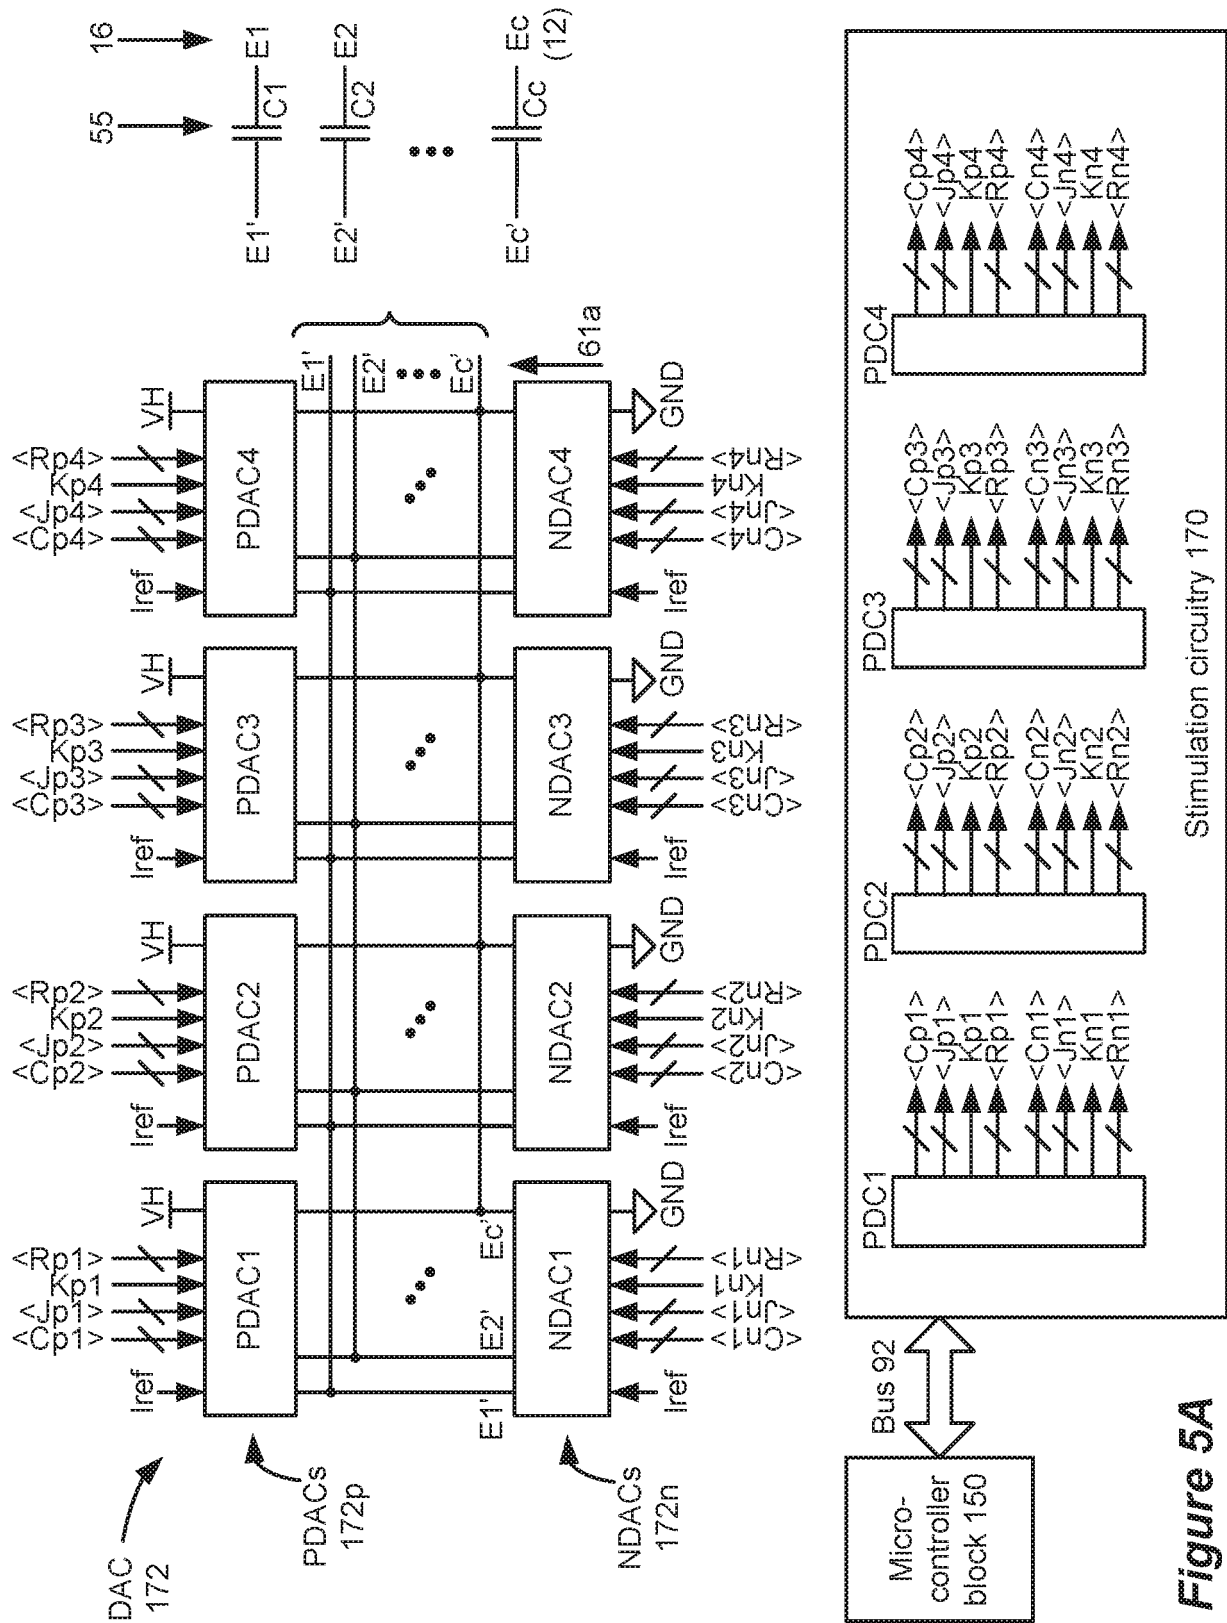 DAC
172
PDACs
172p
NDACs
172n
<Cp1>
<Jp1>
Kp1
<Rp1>
Iref
VH
PDAC1
<Cp2>
<Jp2>
Kp2
<Rp2>
Iref
VH
PDAC2
<Cp3>
<Jp3>
Kp3
<Rp3>
Iref
VH
PDAC3
<Cp4>
<Jp4>
Kp4
<Rp4>
Iref
VH
PDAC4
E1'
E2'
Ec'
E1'
E2'
Ec'
61a
NDAC1
Iref
<Cn1>
<Jn1>
Kn1
<Rn1>
GND
NDAC2
Iref
<Cn2>
<Jn2>
Kn2
<Rn2>
GND
NDAC3
Iref
<Cn3>
<Jn3>
Kn3
<Rn3>
GND
NDAC4
Iref
<Cn4>
<Jn4>
Kn4
<Rn4>
GND
55
16
E1'
C1
E1
E2'
C2
E2
Ec'
Cc
Ec
(12)
Micro-
controller
block 150
Bus 92
PDC1
<Cp1>
<Jp1>
Kp1
<Rp1>
<Cn1>
<Jn1>
Kn1
<Rn1>
PDC2
<Cp2>
<Jp2>
Kp2
<Rp2>
<Cn2>
<Jn2>
Kn2
<Rn2>
PDC3
<Cp3>
<Jp3>
Kp3
<Rp3>
<Cn3>
<Jn3>
Kn3
<Rn3>
PDC4
<Cp4>
<Jp4>
Kp4
<Rp4>
<Cn4>
<Jn4>
Kn4
<Rn4>
Stimulation circuitry 170
Figure 5A